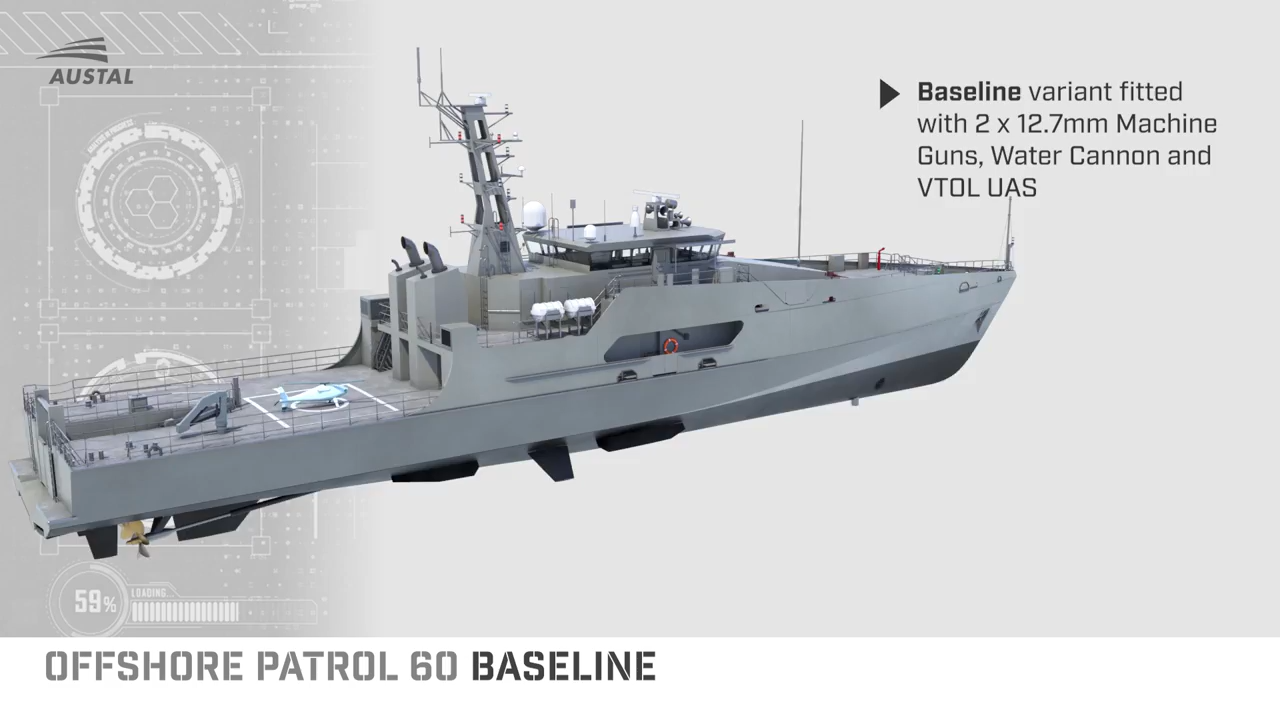 AUSTAL
Baseline variant fitted
with 2 x 12.7mm Machine
Guns, Water Cannon and
VTOL UAS
59%
LOADING...
OFFSHORE PATROL 60 BASELINE